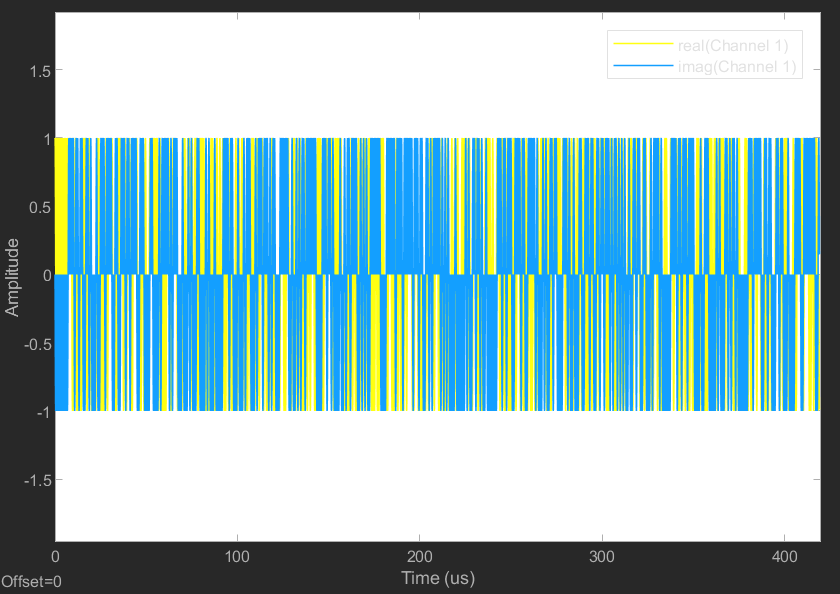 real(Channel 1)
imag(Channel 1)
1.5
1
0.5
0
-0.5
-1
-1.5
Amplitude
0 100 200 300 400
Time (us)
Offset=0